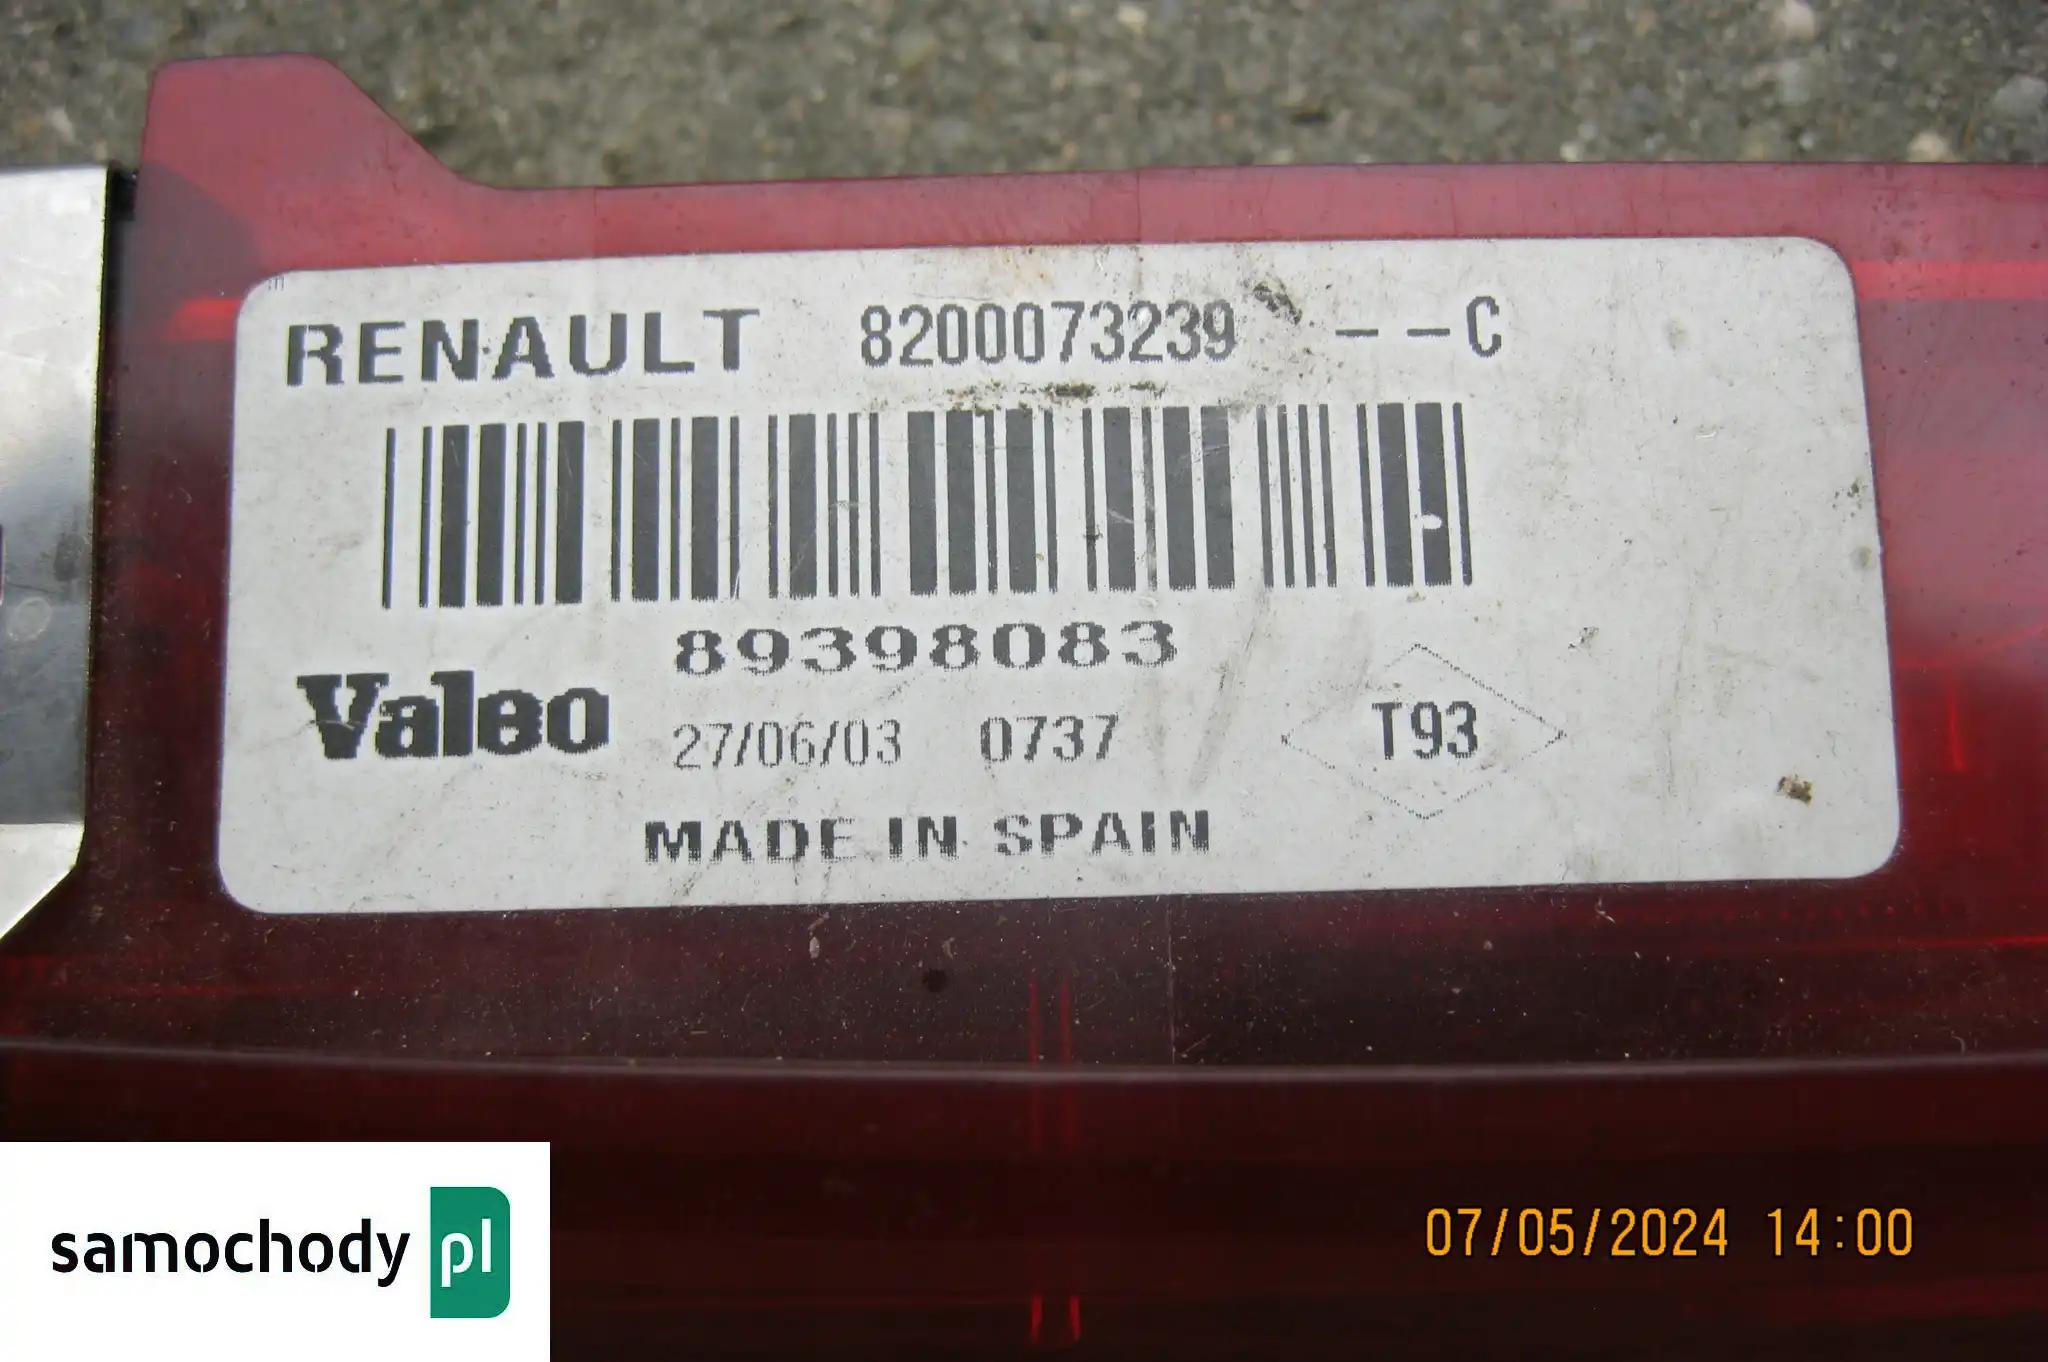 RENAULT 8200073239 --C
89398083
Valeo
27/06/03 0737
T93
MADE IN SPAIN
07/05/2024 14:00
samochody pl